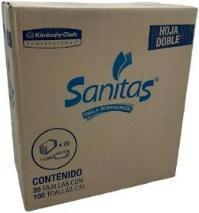 Kimberly-Clark
PROFESSIONAL
HOJA
DOBLE
Sanitas
x 20
CONTENIDO
20 FAJILLAS CON
100 TOALLAS C/U